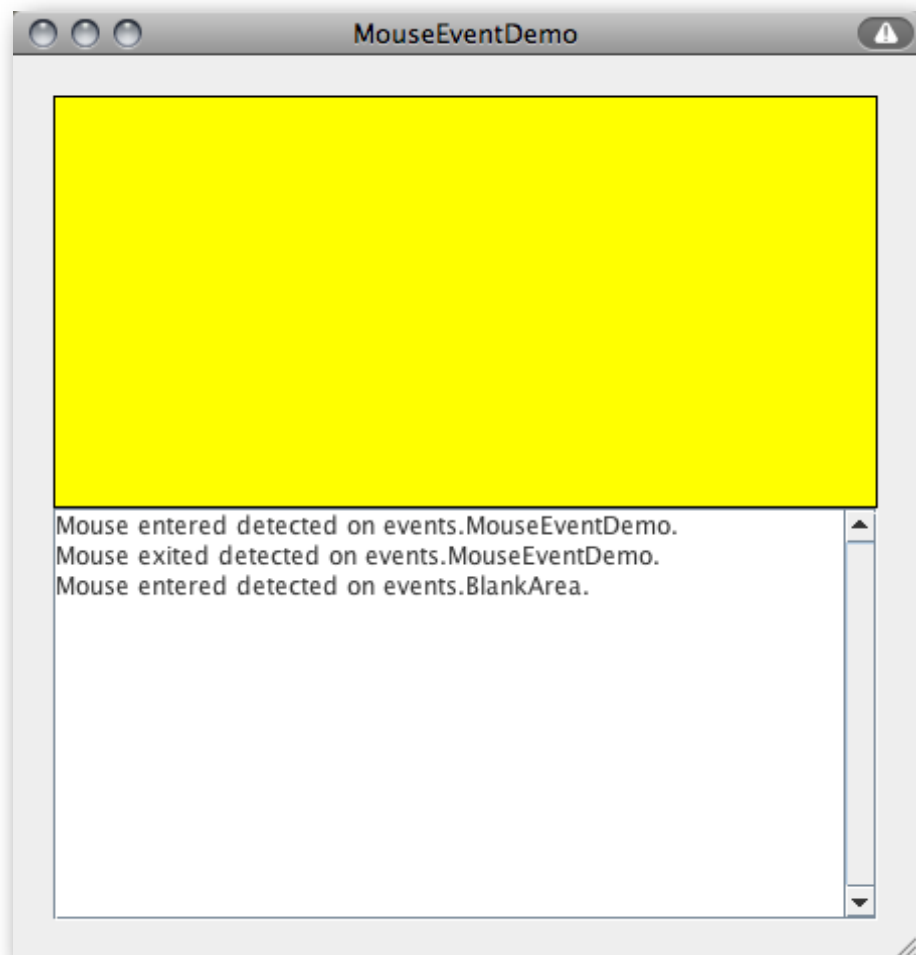 MouseEventDemo
Mouse entered detected on events.MouseEventDemo.
Mouse exited detected on events.MouseEventDemo.
Mouse entered detected on events.BlankArea.